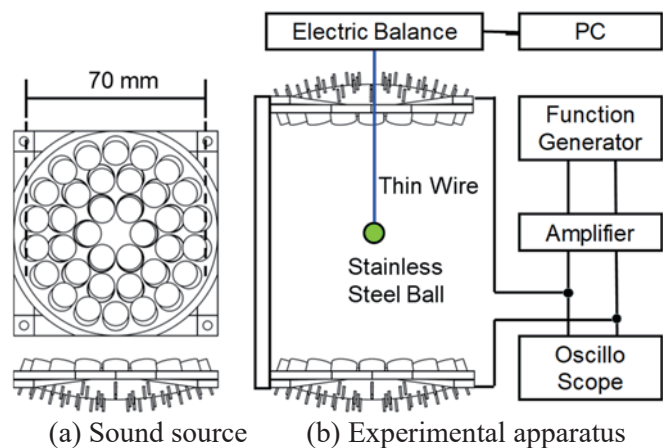 Electric Balance
PC
70 mm
Function
Generator
Thin Wire
Amplifier
Stainless
Steel Ball
Oscillo
Scope
(a) Sound source
(b) Experimental apparatus